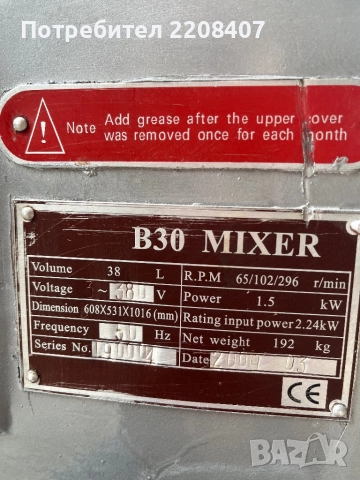 Потребител 2208407
Note Add grease after the upper cover
was removed once for each month
B30 MIXER
Volume 38 L R.P.M 65/102/296 r/min
Voltage ~380 V Power 1.5 kW
Dimension 608X531X1016 (mm) Rating input power 2.24kW
Frequency 50 Hz Net weight 192 kg
Series No. Date
CE
BAZAR